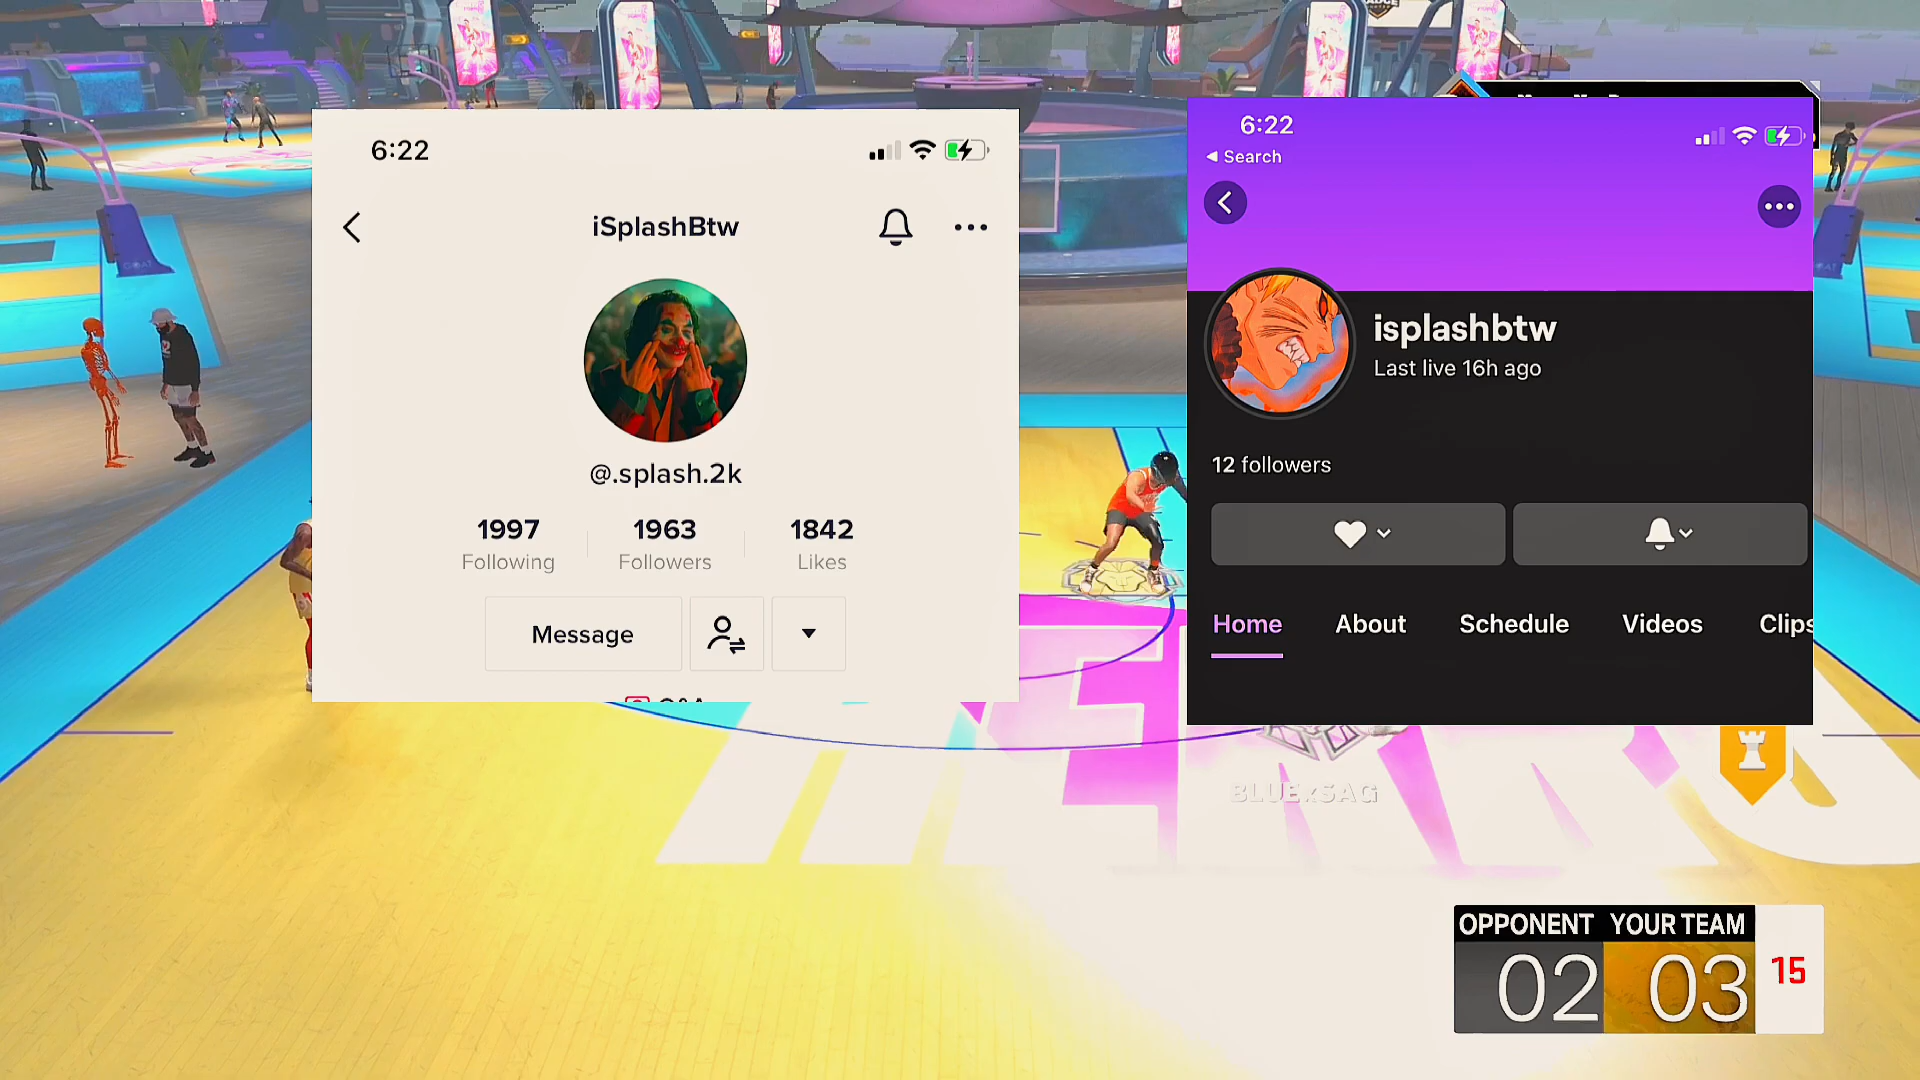 6:22
iSplashBtw
@.splash.2k
1997
1963
1842
Following
Followers
Likes
Message
6:22
Search
isplashbtw
Last live 16h ago
12 followers
Home
About
Schedule
Videos
Clips
BLUExSAG
OPPONENT YOUR TEAM
02 03 15